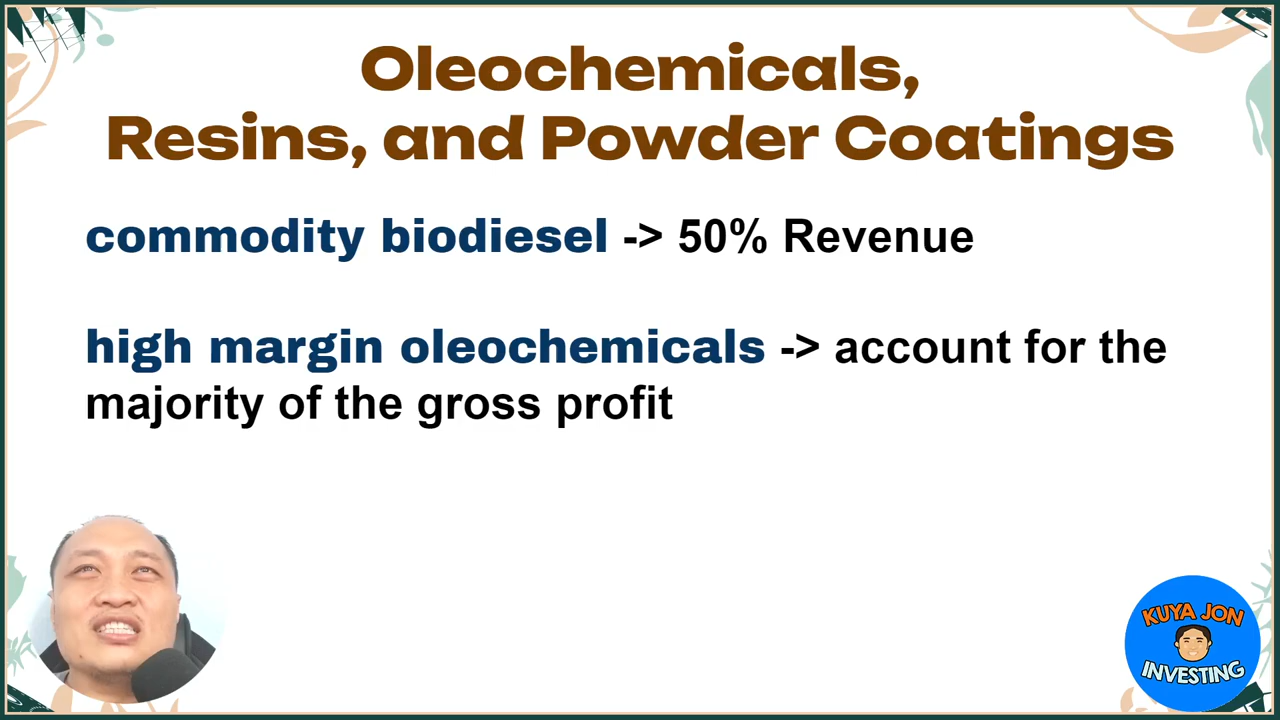 Oleochemicals,
Resins, and Powder Coatings
commodity biodiesel -> 50% Revenue
high margin oleochemicals -> account for the
majority of the gross profit
KUYA JON
INVESTING